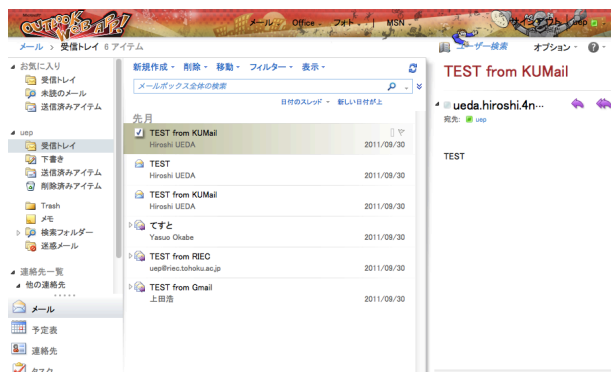 OUTLOOK WEB APP!
メール Office フォト MSN サインアウト uep
メール > 受信トレイ 6 アイテム
ユーザー検索 オプション
お気に入り
受信トレイ
未読のメール
送信済みアイテム
uep
受信トレイ
下書き
送信済みアイテム
削除済みアイテム
Trash
メモ
検索フォルダー
迷惑メール
連絡先一覧
他の連絡先
メール
予定表
連絡先
タスク
新規作成 削除 移動 フィルター 表示
メールボックス全体の検索
日付のスレッド 新しい日付が上
先月
TEST from KUMail
Hiroshi UEDA 2011/09/30
TEST
Hiroshi UEDA 2011/09/30
TEST from KUMail
Hiroshi UEDA 2011/09/30
てすと
Yasuo Okabe 2011/09/30
TEST from RIEC
uep@riec.tohoku.ac.jp 2011/09/30
TEST from Gmail
上田浩 2011/09/30
TEST from KUMail
ueda.hiroshi.4n…
宛先: uep
TEST